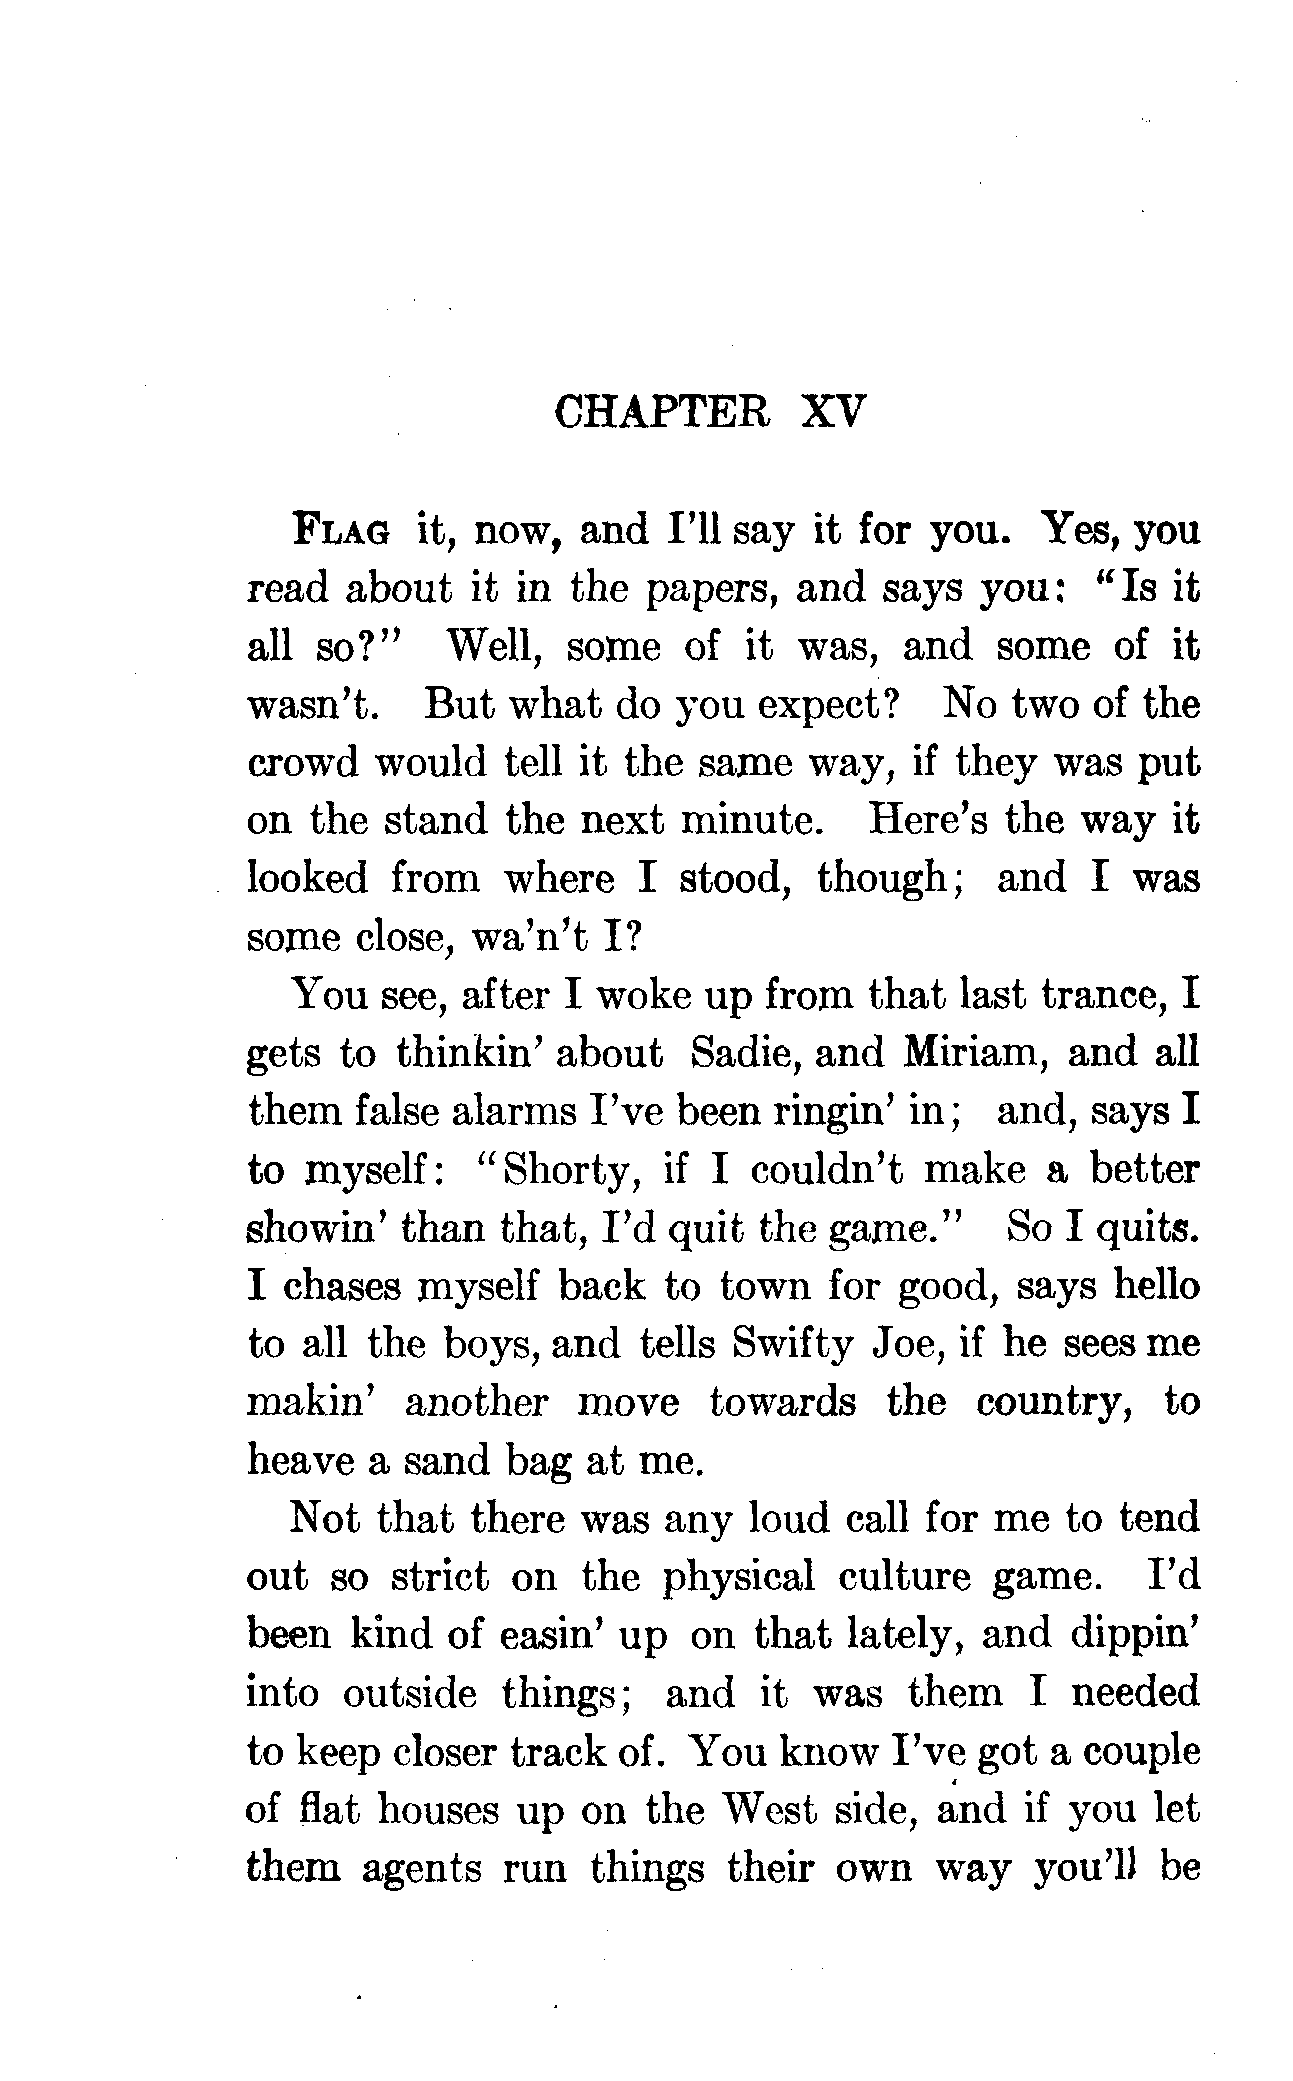 CHAPTER XV
FLAG it, now, and I'll say it for you. Yes, you
read about it in the papers, and says you: "Is it
all so?" Well, some of it was, and some of it
wasn't. But what do you expect? No two of the
crowd would tell it the same way, if they was put
on the stand the next minute. Here's the way it
looked from where I stood, though; and I was
some close, wa'n't I?
You see, after I woke up from that last trance, I
gets to thinkin' about Sadie, and Miriam, and all
them false alarms I've been ringin' in; and, says I
to myself: "Shorty, if I couldn't make a better
showin' than that, I'd quit the game." So I quits.
I chases myself back to town for good, says hello
to all the boys, and tells Swifty Joe, if he sees me
makin' another move towards the country, to
heave a sand bag at me.
Not that there was any loud call for me to tend
out so strict on the physical culture game. I'd
been kind of easin' up on that lately, and dippin'
into outside things; and it was them I needed
to keep closer track of. You know I've got a couple
of flat houses up on the West side, and if you let
them agents run things their own way you'll be